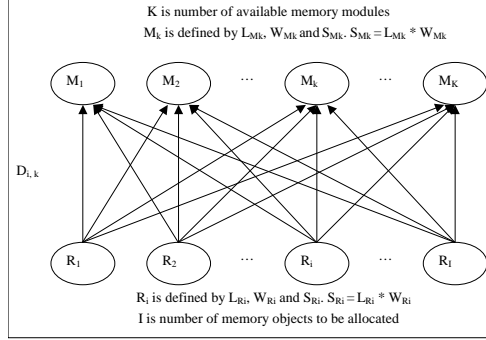 K is number of available memory modules
Mk is defined by LMk, WMk and SMk. SMk = LMk * WMk
M1 M2 ... Mk ... MK
Di, k
R1 R2 ... Ri ... RI
Ri is defined by LRi, WRi and SRi. SRi = LRi * WRi
I is number of memory objects to be allocated